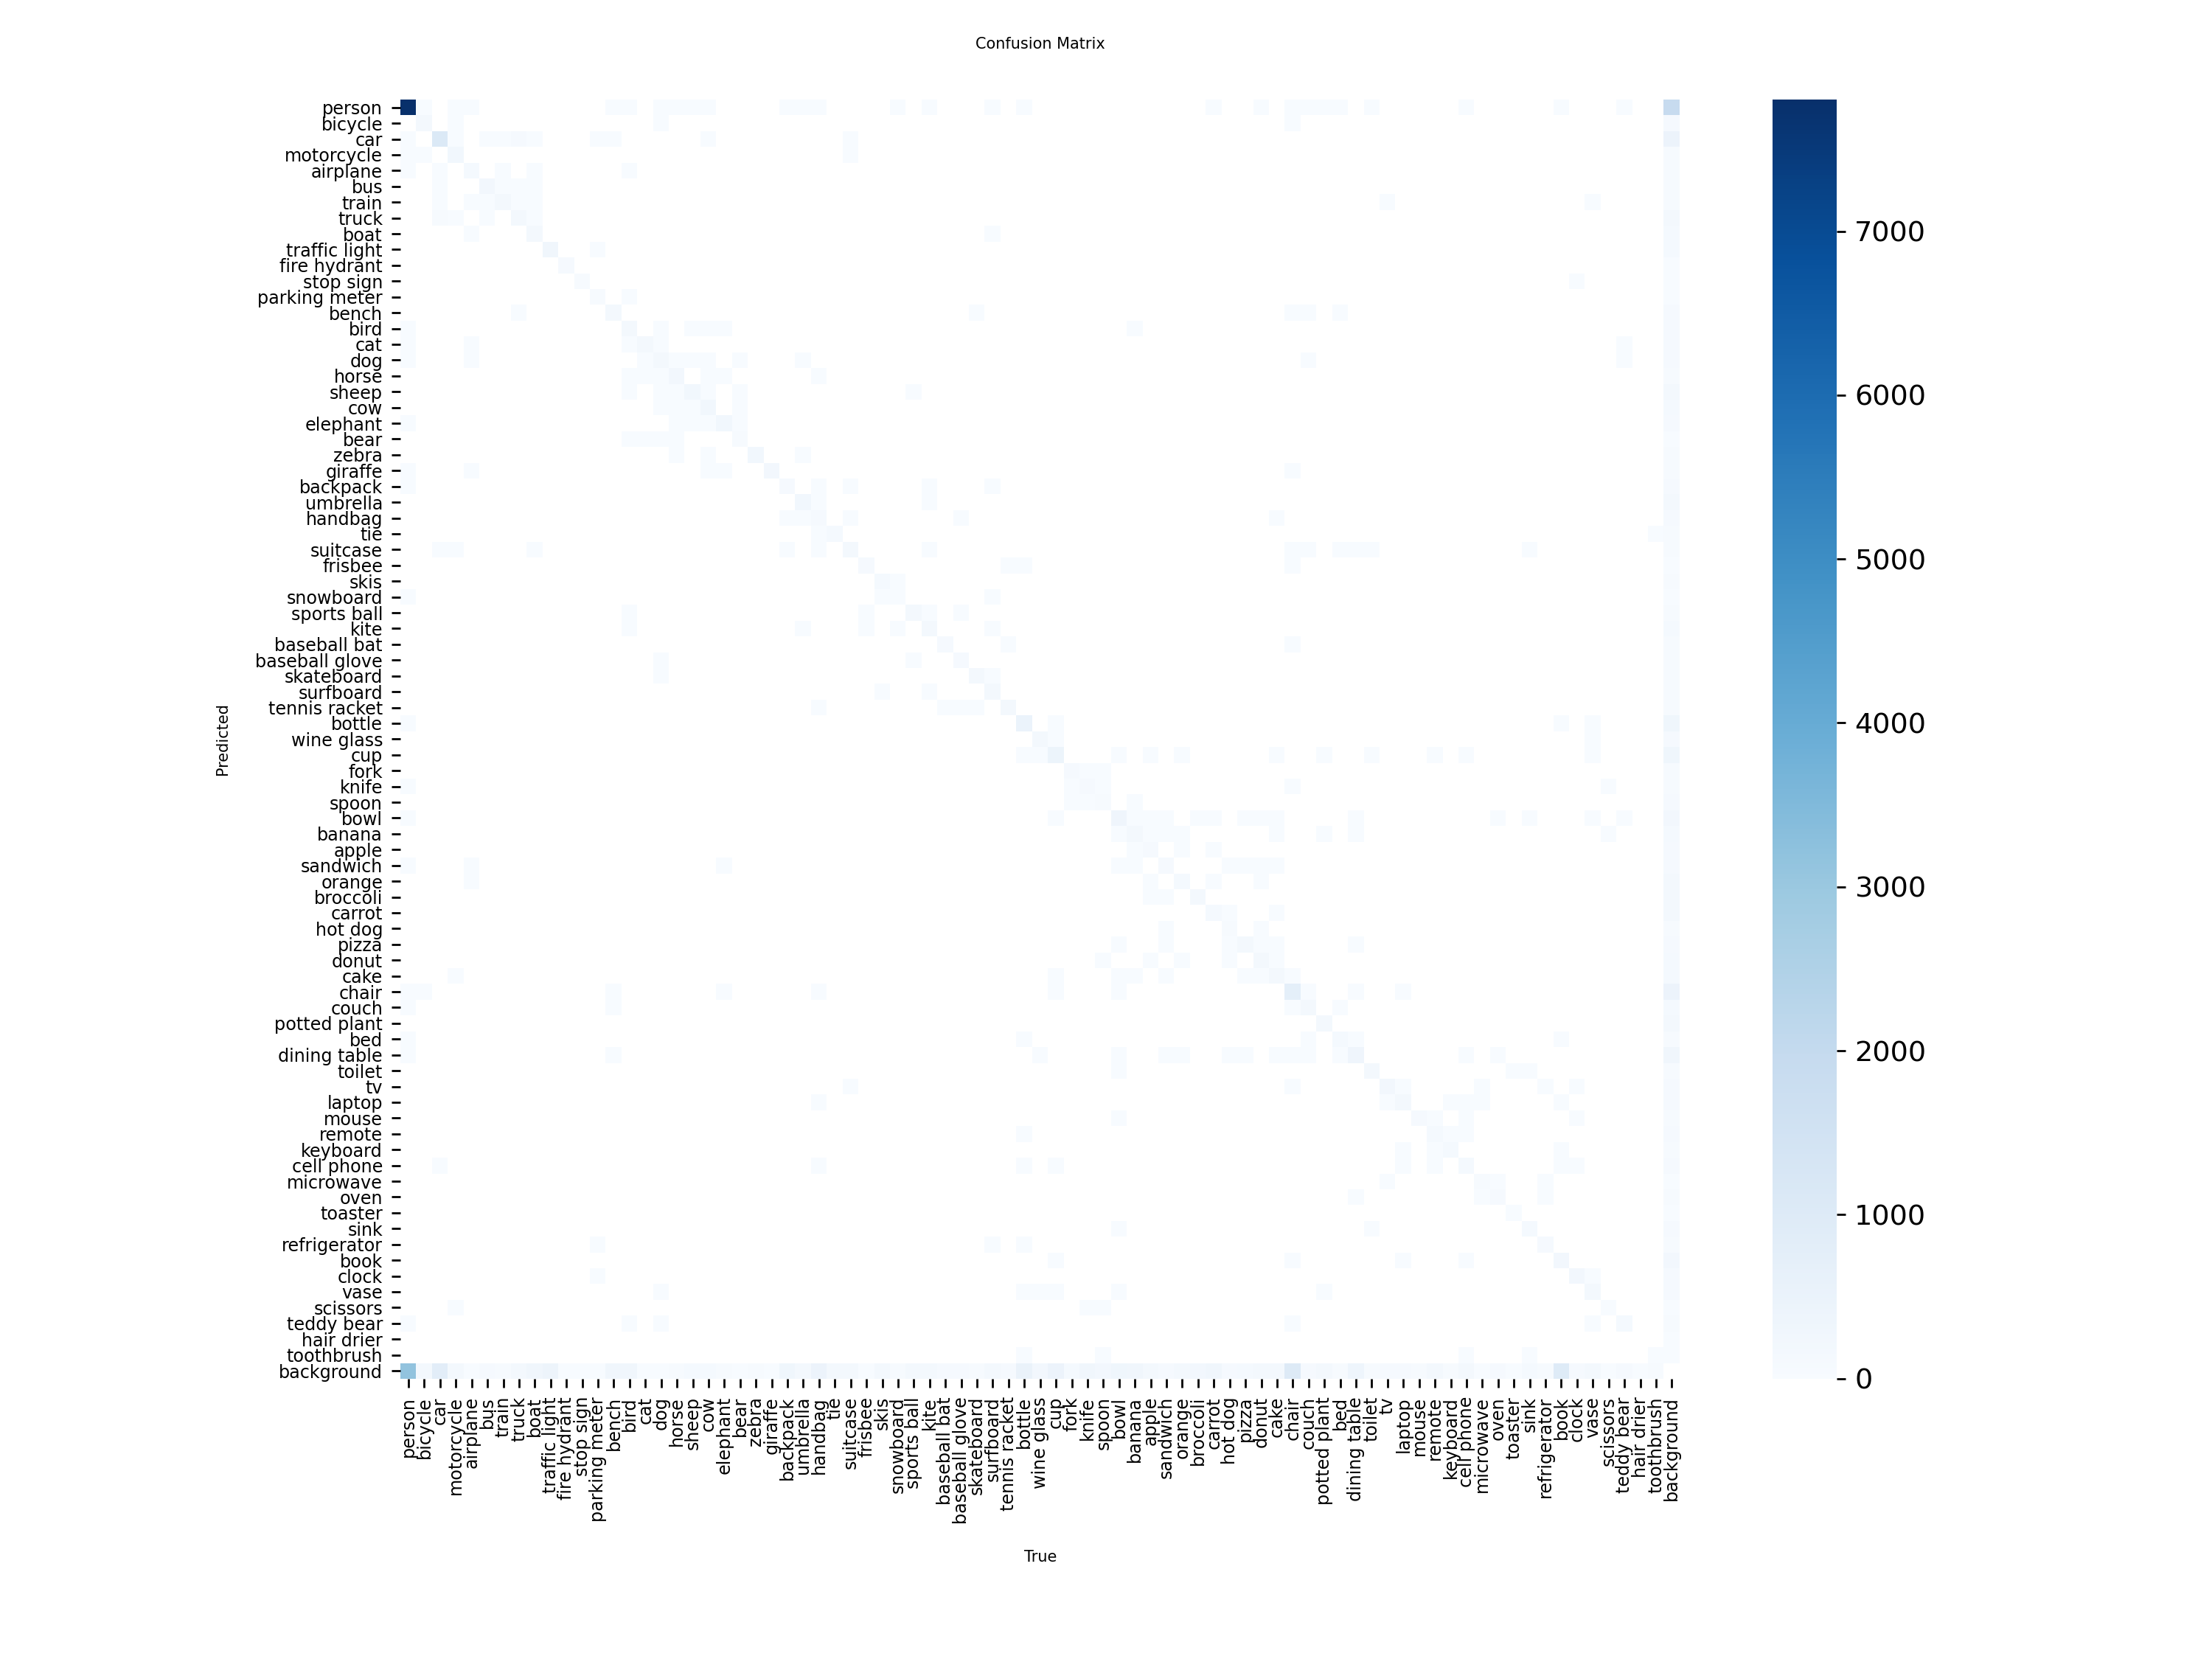 Confusion Matrix
Predicted
person
bicycle
car
motorcycle
airplane
bus
train
truck
boat
traffic light
fire hydrant
stop sign
parking meter
bench
bird
cat
dog
horse
sheep
cow
elephant
bear
zebra
giraffe
backpack
umbrella
handbag
tie
suitcase
frisbee
skis
snowboard
sports ball
kite
baseball bat
baseball glove
skateboard
surfboard
tennis racket
bottle
wine glass
cup
fork
knife
spoon
bowl
banana
apple
sandwich
orange
broccoli
carrot
hot dog
pizza
donut
cake
chair
couch
potted plant
bed
dining table
toilet
tv
laptop
mouse
remote
keyboard
cell phone
microwave
oven
toaster
sink
refrigerator
book
clock
vase
scissors
teddy bear
hair drier
toothbrush
background
person
bicycle
car
motorcycle
airplane
bus
train
truck
boat
traffic light
fire hydrant
stop sign
parking meter
bench
bird
cat
dog
horse
sheep
cow
elephant
bear
zebra
giraffe
backpack
umbrella
handbag
tie
suitcase
frisbee
skis
snowboard
sports ball
kite
baseball bat
baseball glove
skateboard
surfboard
tennis racket
bottle
wine glass
cup
fork
knife
spoon
bowl
banana
apple
sandwich
orange
broccoli
carrot
hot dog
pizza
donut
cake
chair
couch
potted plant
bed
dining table
toilet
tv
laptop
mouse
remote
keyboard
cell phone
microwave
oven
toaster
sink
refrigerator
book
clock
vase
scissors
teddy bear
hair drier
toothbrush
background
True
7000
6000
5000
4000
3000
2000
1000
0